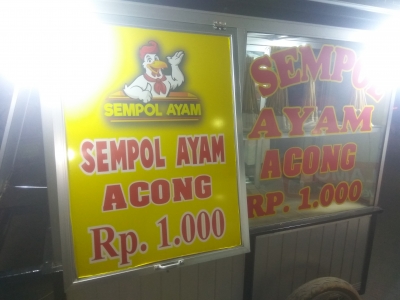 SEMPOL AYAM
SEMPOL AYAM
ACONG
Rp. 1.000
SEMPOL
AYAM
ACONG
RP. 1.000